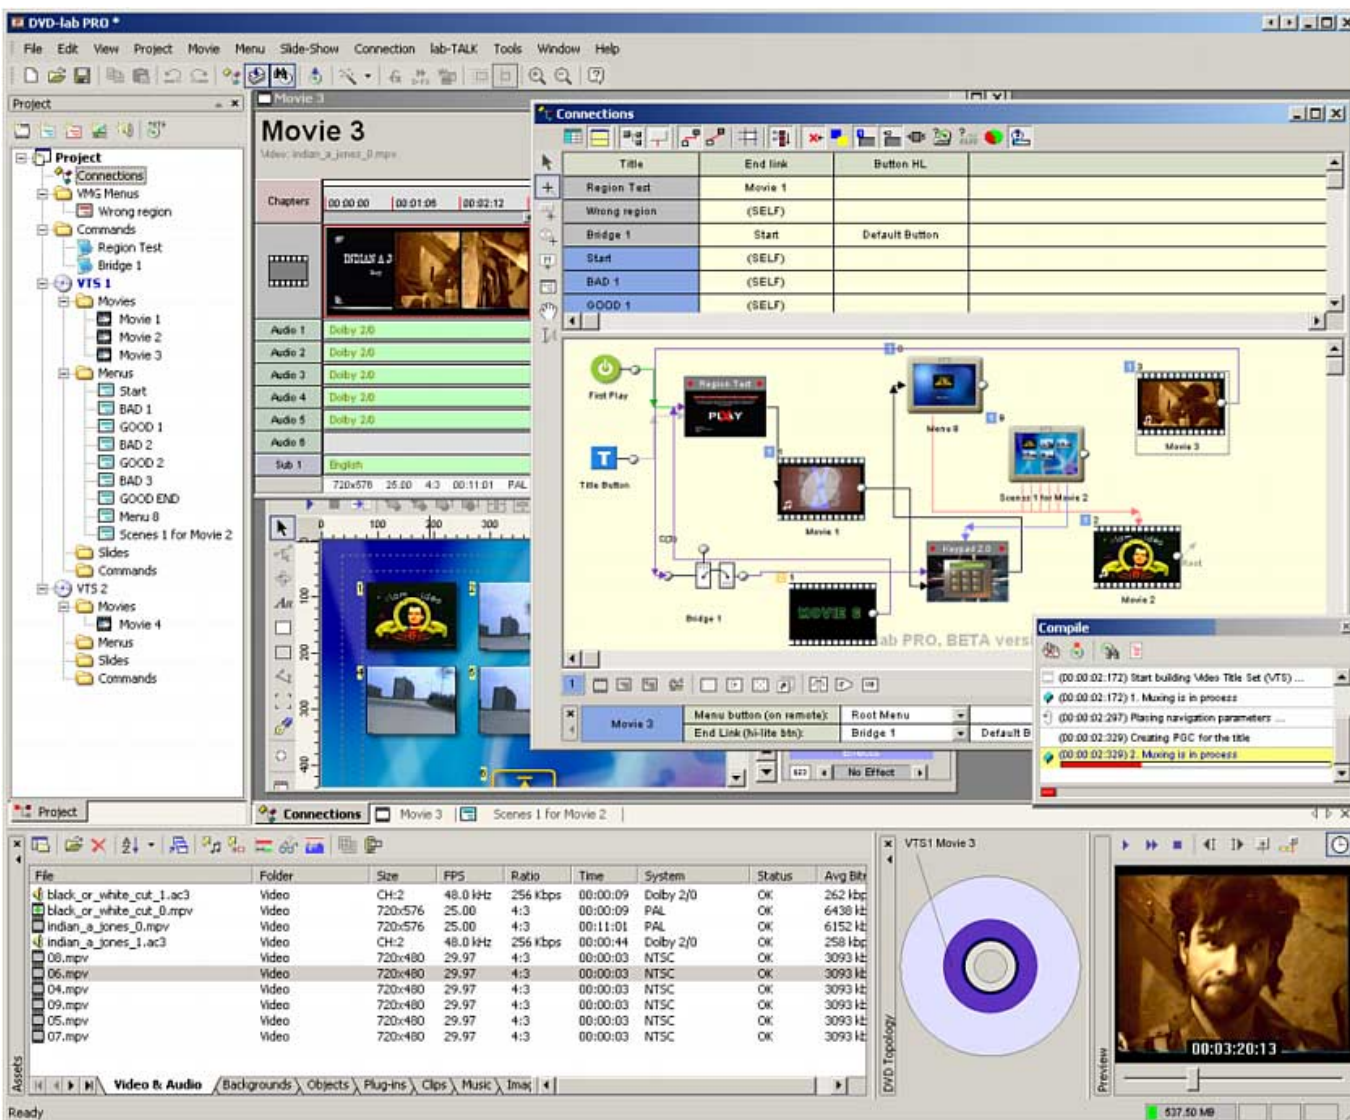 DVD-lab PRO *
File Edit View Project Movie Menu Slide-Show Connection lab-TALK Tools Window Help
Project
Project
Connections
VMG Menus
Wrong region
Commands
Region Test
Bridge 1
VTS 1
Movies
Movie 1
Movie 2
Movie 3
Menus
Start
BAD 1
GOOD 1
BAD 2
GOOD 2
BAD 3
GOOD END
Menu 8
Scenes 1 for Movie 2
Slides
Commands
VTS 2
Movies
Movie 4
Menus
Slides
Commands
Project
Movie 3
Movie 3
Video: indian_a_jones_0.mpv
Chapters 00:00:00 00:01:06 00:02:12
INDIAN A J
Audio 1 Dolby 2/0
Audio 2 Dolby 2/0
Audio 3 Dolby 2/0
Audio 4 Dolby 2/0
Audio 5 Dolby 2/0
Audio 6
Sub 1 English
720x576 25.00 4:3 00:11:01 PAL
0 100 200 300
100
200
300
400
1 2
4
No Effect
Connections
Title End link Button HL
Region Test Movie 1
Wrong region (SELF)
Bridge 1 Start Default Button
Start (SELF)
BAD 1 (SELF)
GOOD 1 (SELF)
First Play
Region Test
PLAY
Title Button
Movie 1
Menu 8
Scenes 1 for Movie 2
Movie 3
Keypad 2.0
Movie 2
Root
Bridge 1
MOVIE
lab PRO, BETA versi
Movie 3
Menu button (on remote): Root Menu
End Link (hi-lite btn): Bridge 1 Default B
Compile
(00:00:02:172) Start building Video Title Set (VTS) ...
(00:00:02:172) 1. Muxing is in process
(00:00:02:297) Placing navigation parameters ...
(00:00:02:329) Creating PGC for the title
(00:00:02:329) 2. Muxing is in process
Connections Movie 3 Scenes 1 for Movie 2
File Folder Size FPS Ratio Time System Status Avg Bitr
black_or_white_cut_1.ac3 Video CH:2 48.0 kHz 256 Kbps 00:00:09 Dolby 2/0 OK 262 kbp
black_or_white_cut_0.mpv Video 720x576 25.00 4:3 00:00:09 PAL OK 6438 kb
indian_a_jones_0.mpv Video 720x576 25.00 4:3 00:11:01 PAL OK 6152 kb
indian_a_jones_1.ac3 Video CH:2 48.0 kHz 256 Kbps 00:00:44 Dolby 2/0 OK 258 kbp
08.mpv Video 720x480 29.97 4:3 00:00:03 NTSC OK 3093 kb
06.mpv Video 720x480 29.97 4:3 00:00:03 NTSC OK 3093 kb
04.mpv Video 720x480 29.97 4:3 00:00:03 NTSC OK 3093 kb
09.mpv Video 720x480 29.97 4:3 00:00:03 NTSC OK 3093 kb
05.mpv Video 720x480 29.97 4:3 00:00:03 NTSC OK 3093 kb
07.mpv Video 720x480 29.97 4:3 00:00:03 NTSC OK 3093 kb
Assets
Video & Audio Backgrounds Objects Plug-ins Clips Music Imag
VTS1 Movie 3
DVD Topology
Preview
00:03:20:13
Ready
537.50 MB